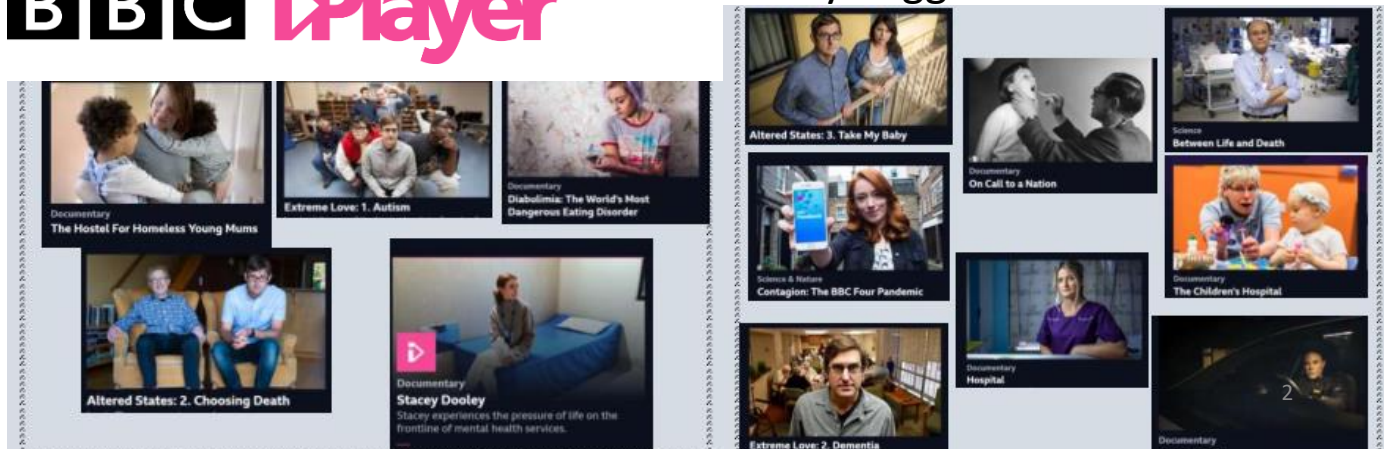 BBC iPlayer
Documentary
The Hostel For Homeless Young Mums
Extreme Love: 1. Autism
Documentary
Diabulimia: The World's Most
Dangerous Eating Disorder
Altered States: 2. Choosing Death
Documentary
Stacey Dooley
Stacey experiences the pressure of life on the
frontline of mental health services.
Altered States: 3. Take My Baby
Documentary
On Call to a Nation
Science
Between Life and Death
Science & Nature
Contagion: The BBC Four Pandemic
Documentary
The Children's Hospital
Documentary
Hospital
Extreme Love: 2. Dementia
2
Documentary